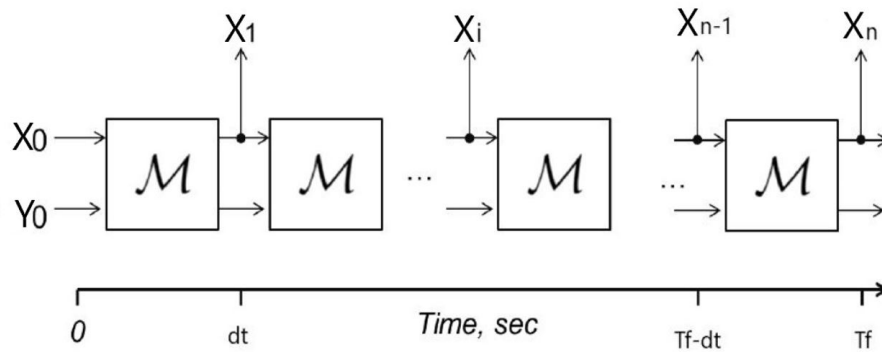 X1 Xi Xn-1 Xn
X0 ℳ ℳ ... ℳ ... ℳ
Y0
0 dt Time, sec Tf-dt Tf